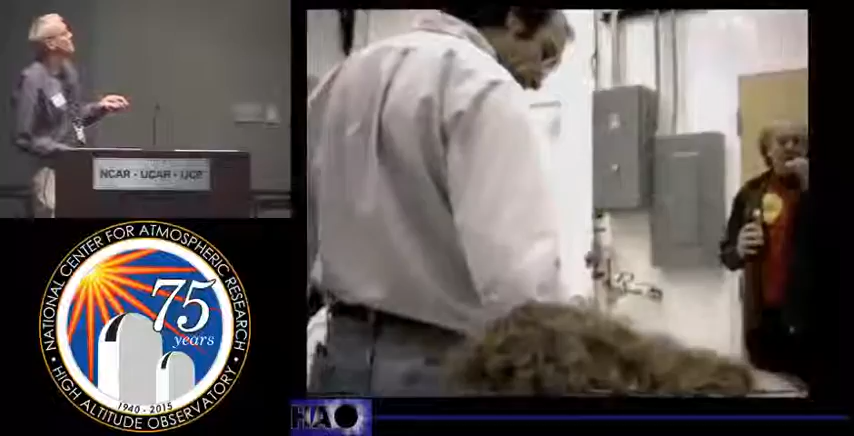 NCAR • UCAR • UCP
NATIONAL CENTER FOR ATMOSPHERIC RESEARCH
75
years
1940 - 2015
HIGH ALTITUDE OBSERVATORY
HAO